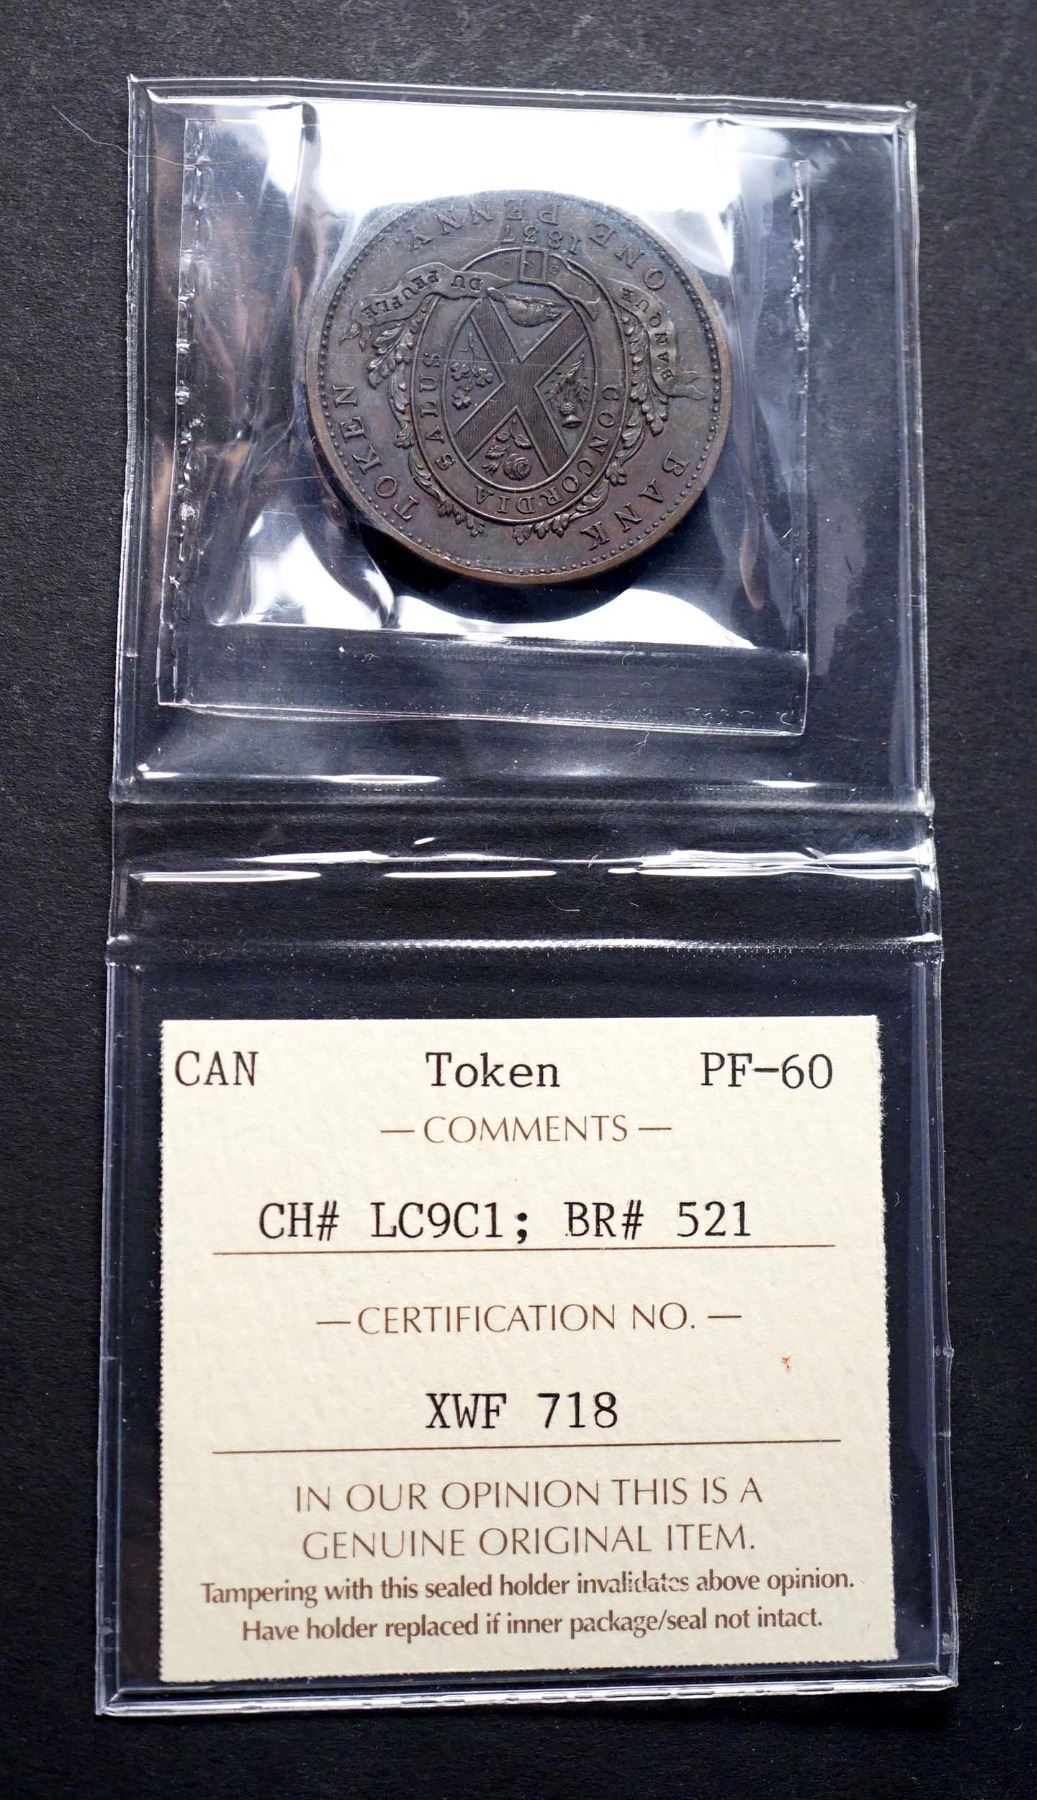 BANK TOKEN
ONE PENNY
1837
BANQUE DU PEUPLE
CONCORDIA SALUS
CAN Token PF-60
— COMMENTS —
CH# LC9C1; BR# 521
— CERTIFICATION NO. —
XWF 718
IN OUR OPINION THIS IS A
GENUINE ORIGINAL ITEM.
Tampering with this sealed holder invalidates above opinion.
Have holder replaced if inner package/seal not intact.